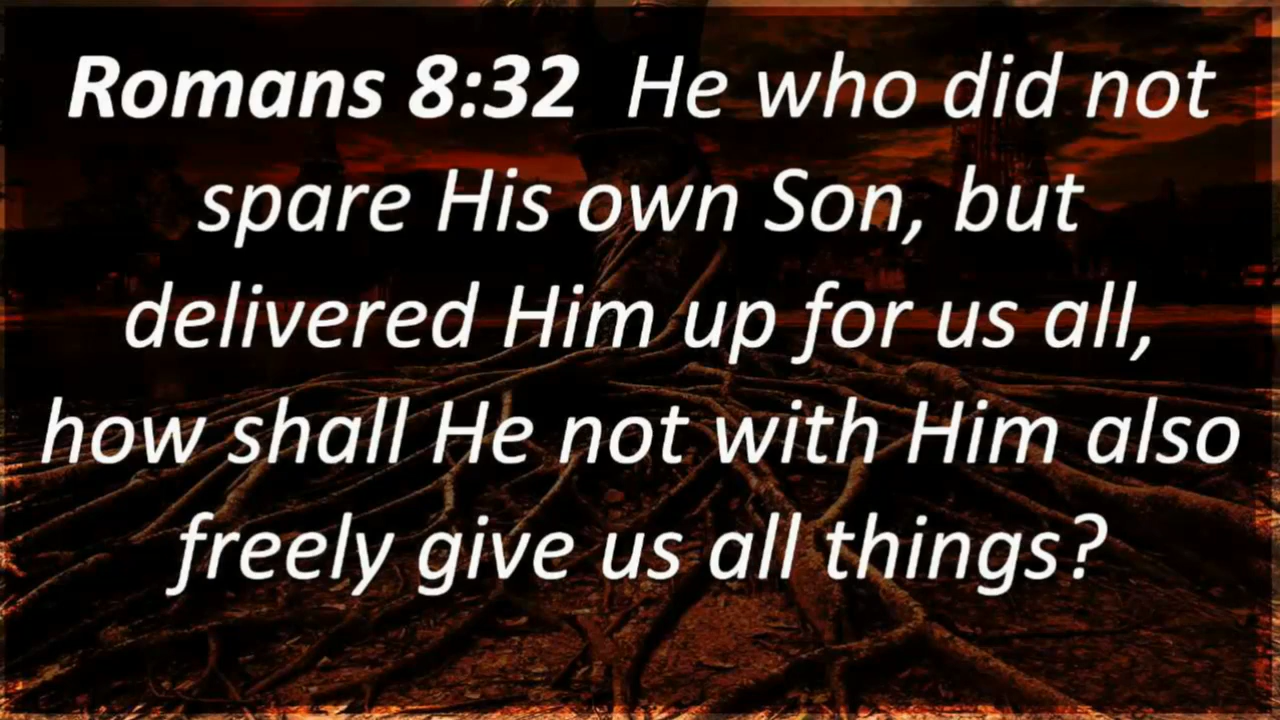 Romans 8:32 He who did not
spare His own Son, but
delivered Him up for us all,
how shall He not with Him also
freely give us all things?